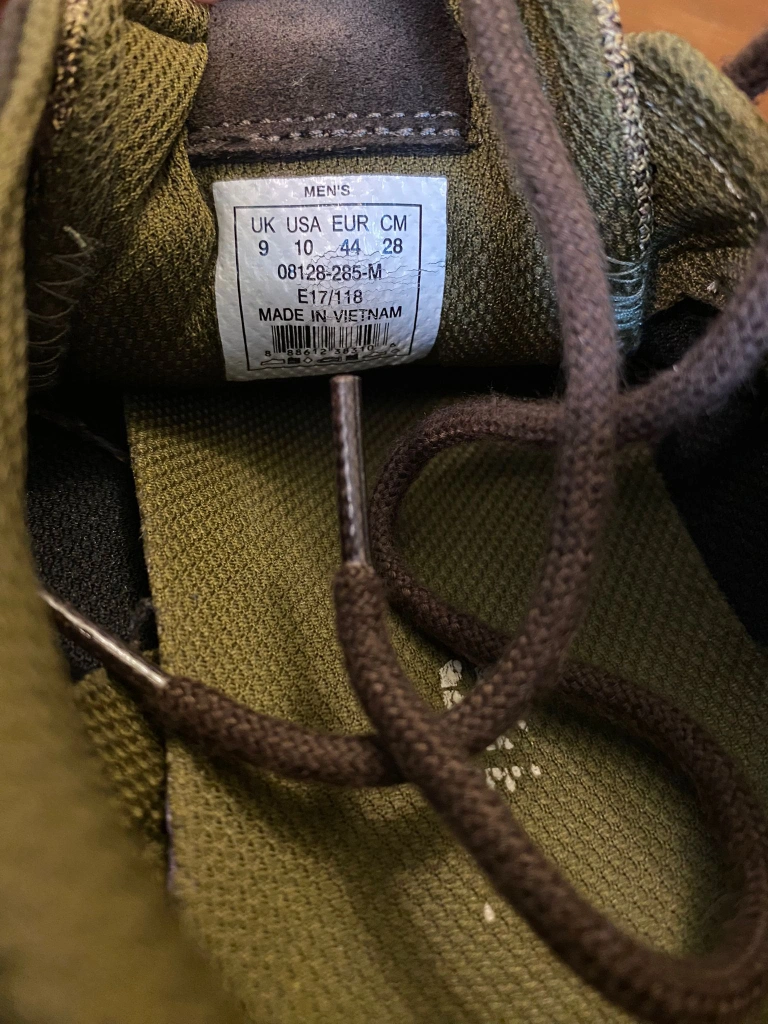 MEN'S
UK USA EUR CM
9 10 44 28
08128-285-M
E17/118
MADE IN VIETNAM